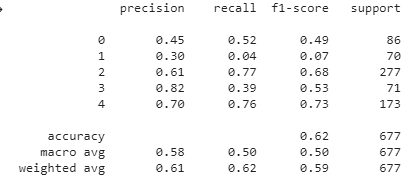 precision recall f1-score support
0 0.45 0.52 0.49 86
1 0.30 0.04 0.07 70
2 0.61 0.77 0.68 277
3 0.82 0.39 0.53 71
4 0.70 0.76 0.73 173
accuracy 0.62 677
macro avg 0.58 0.50 0.50 677
weighted avg 0.61 0.62 0.59 677